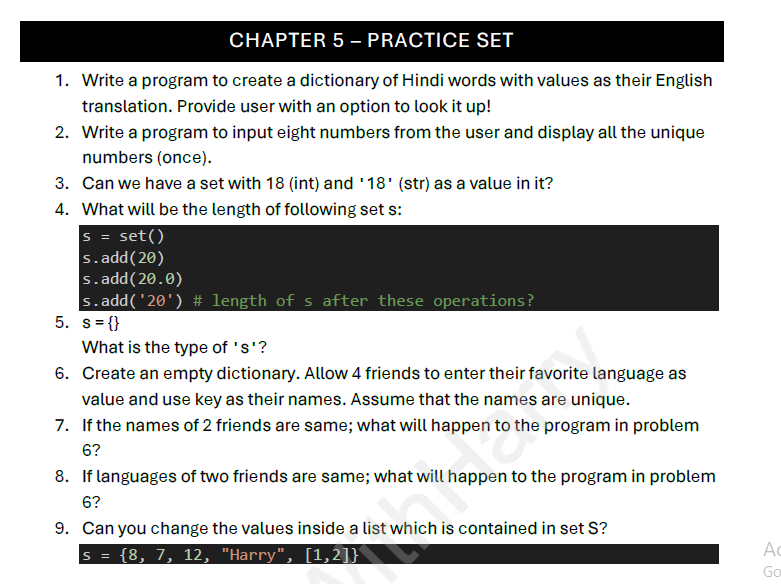 CHAPTER 5 – PRACTICE SET
1. Write a program to create a dictionary of Hindi words with values as their English
translation. Provide user with an option to look it up!
2. Write a program to input eight numbers from the user and display all the unique
numbers (once).
3. Can we have a set with 18 (int) and '18' (str) as a value in it?
4. What will be the length of following set s:
s = set()
s.add(20)
s.add(20.0)
s.add('20') # length of s after these operations?
5. s = {}
What is the type of 's'?
6. Create an empty dictionary. Allow 4 friends to enter their favorite language as
value and use key as their names. Assume that the names are unique.
7. If the names of 2 friends are same; what will happen to the program in problem
6?
8. If languages of two friends are same; what will happen to the program in problem
6?
9. Can you change the values inside a list which is contained in set S?
s = {8, 7, 12, "Harry", [1,2]}